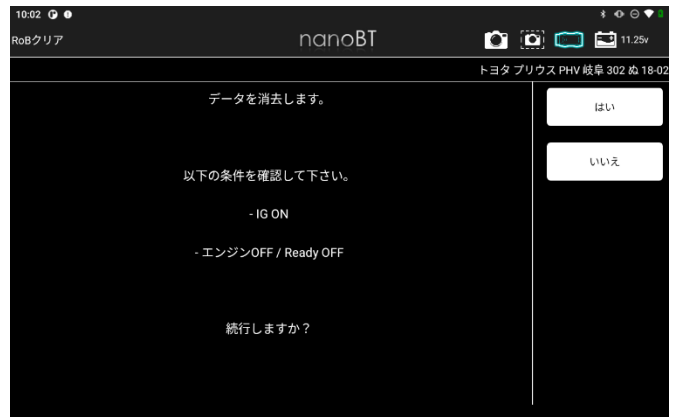 10:02
RoBクリア
nanoBT
11.25v
トヨタ プリウス PHV 岐阜 302 ぬ 18-02
データを消去します。
はい
以下の条件を確認して下さい。
いいえ
- IG ON
- エンジンOFF / Ready OFF
続行しますか？